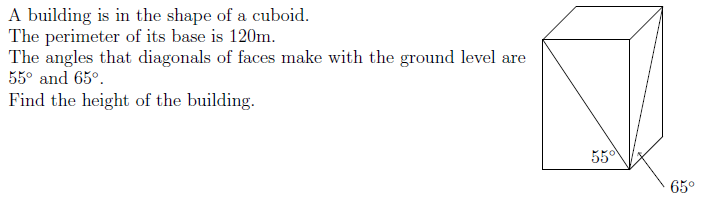 A building is in the shape of a cuboid.
The perimeter of its base is 120m.
The angles that diagonals of faces make with the ground level are
55° and 65°.
Find the height of the building.
55°
65°